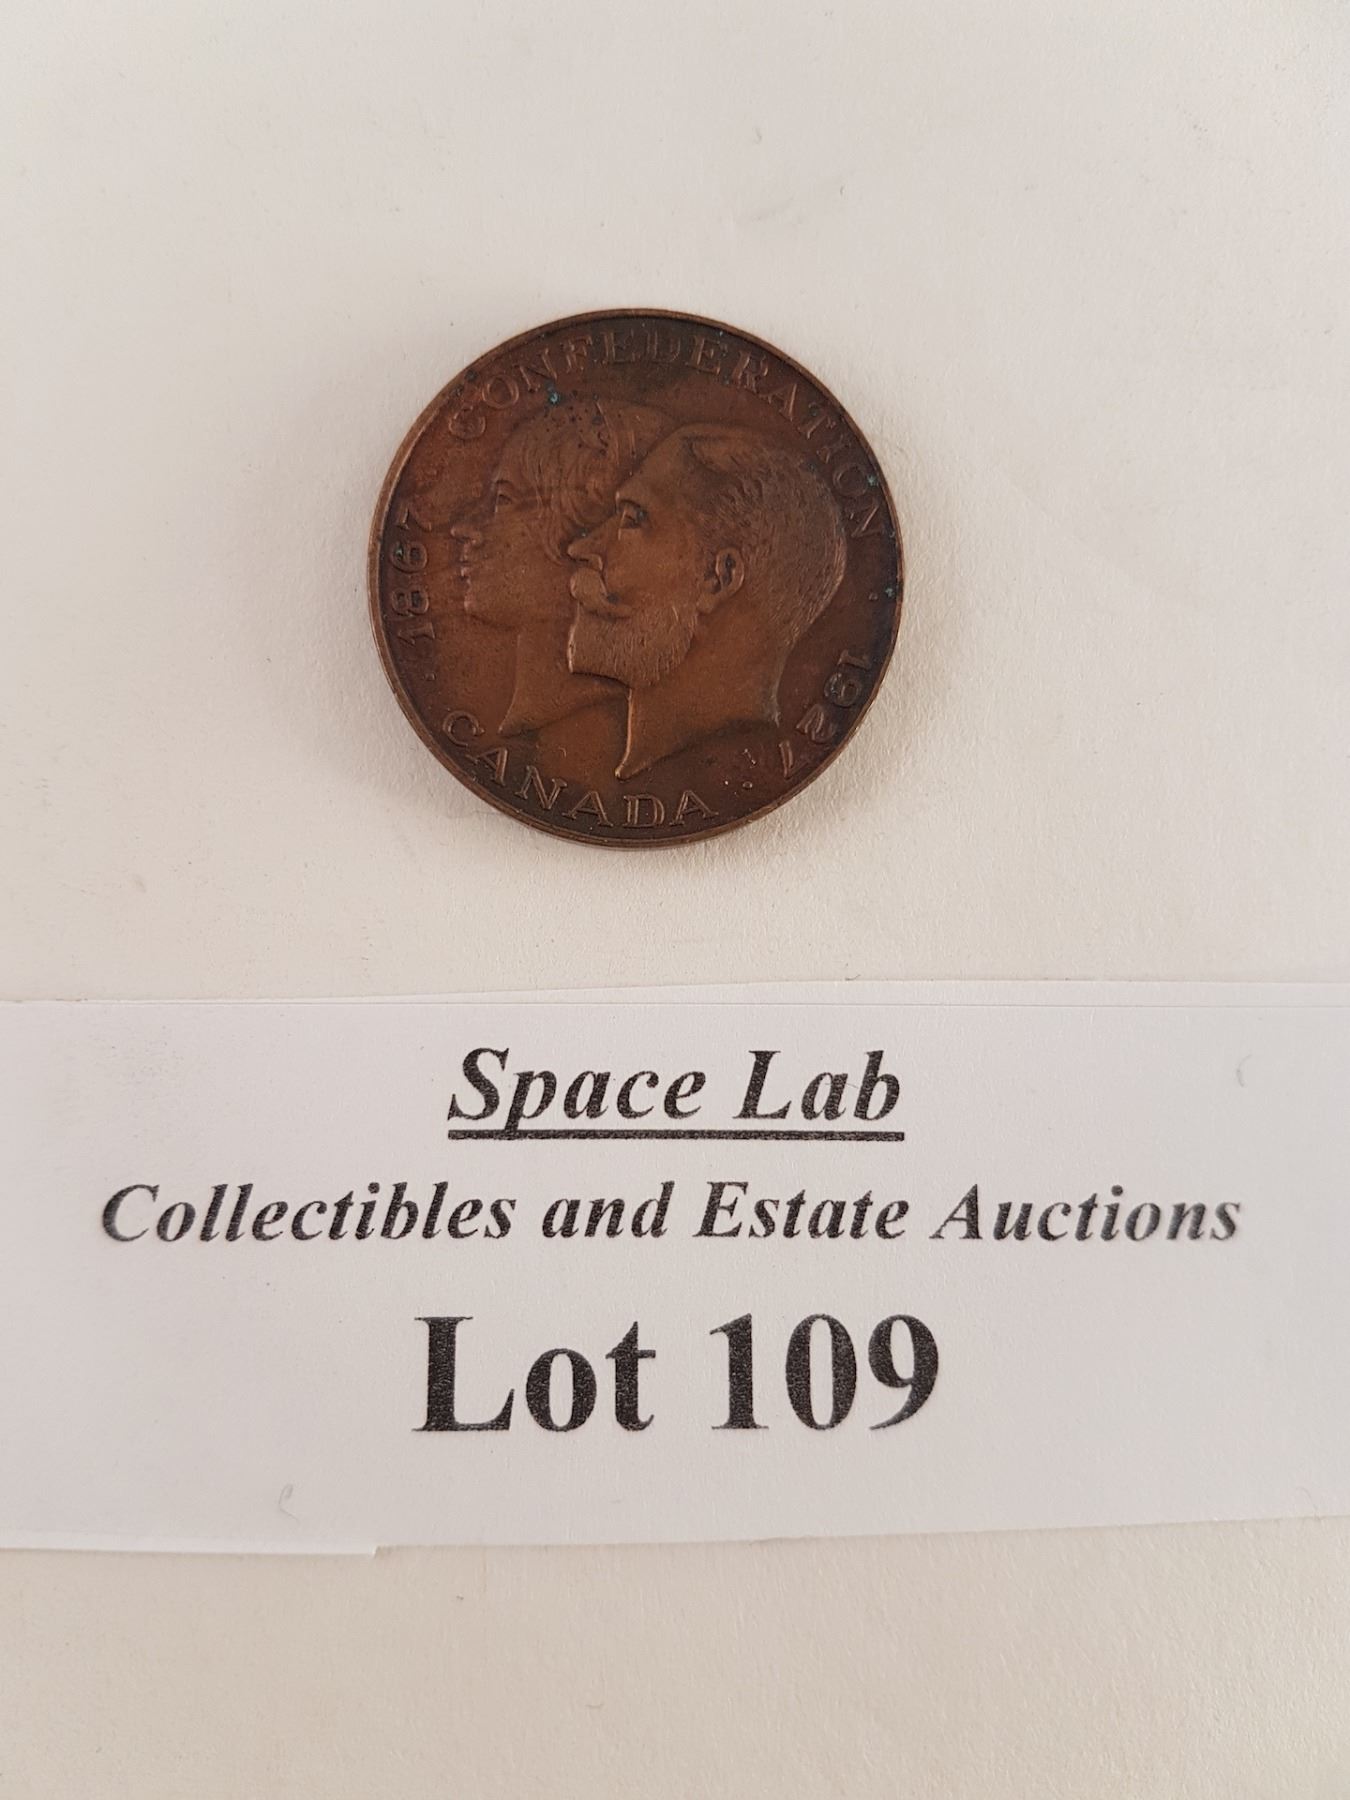 CONFEDERATION
1867
1927
CANADA
Space Lab
Collectibles and Estate Auctions
Lot 109